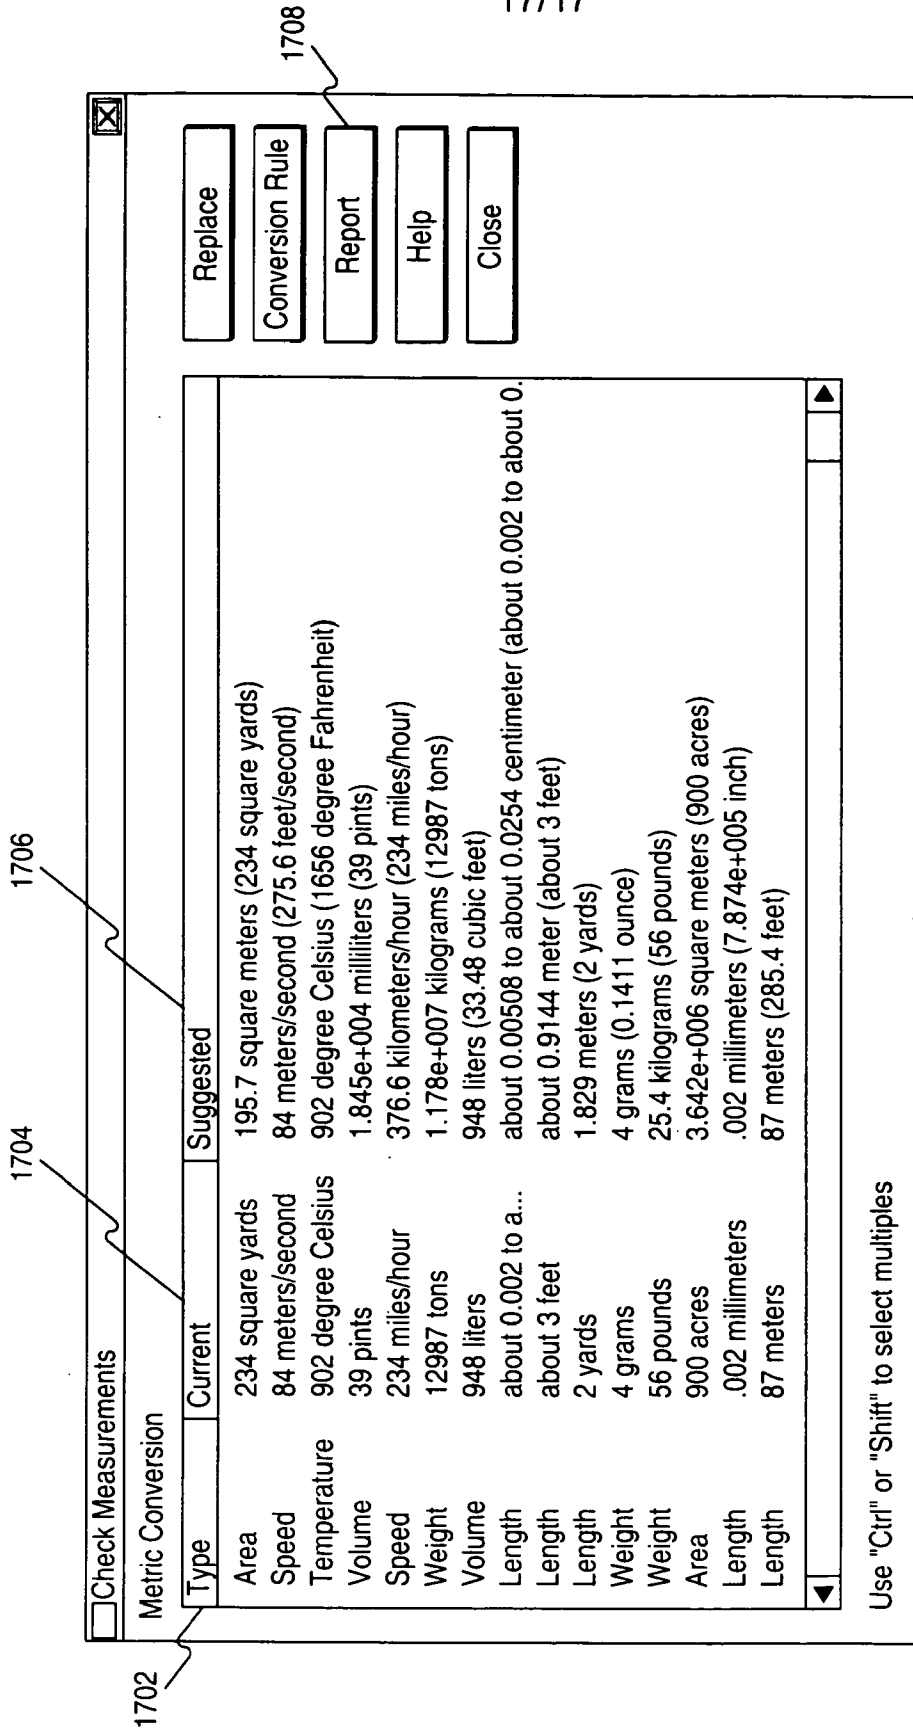 17/17
1704
1706
1708
1702
Check Measurements
Metric Conversion
Type Current Suggested
Area 234 square yards 195.7 square meters (234 square yards)
Speed 84 meters/second 84 meters/second (275.6 feet/second)
Temperature 902 degree Celsius 902 degree Celsius (1656 degree Fahrenheit)
Volume 39 pints 1.845e+004 milliliters (39 pints)
Speed 234 miles/hour 376.6 kilometers/hour (234 miles/hour)
Weight 12987 tons 1.178e+007 kilograms (12987 tons)
Volume 948 liters 948 liters (33.48 cubic feet)
Length about 0.002 to a... about 0.00508 to about 0.0254 centimeter (about 0.002 to about 0.
Length about 3 feet about 0.9144 meter (about 3 feet)
Length 2 yards 1.829 meters (2 yards)
Weight 4 grams 4 grams (0.1411 ounce)
Weight 56 pounds 25.4 kilograms (56 pounds)
Area 900 acres 3.642e+006 square meters (900 acres)
Length .002 millimeters .002 millimeters (7.874e+005 inch)
Length 87 meters 87 meters (285.4 feet)
Replace
Conversion Rule
Report
Help
Close
Use "Ctrl" or "Shift" to select multiples